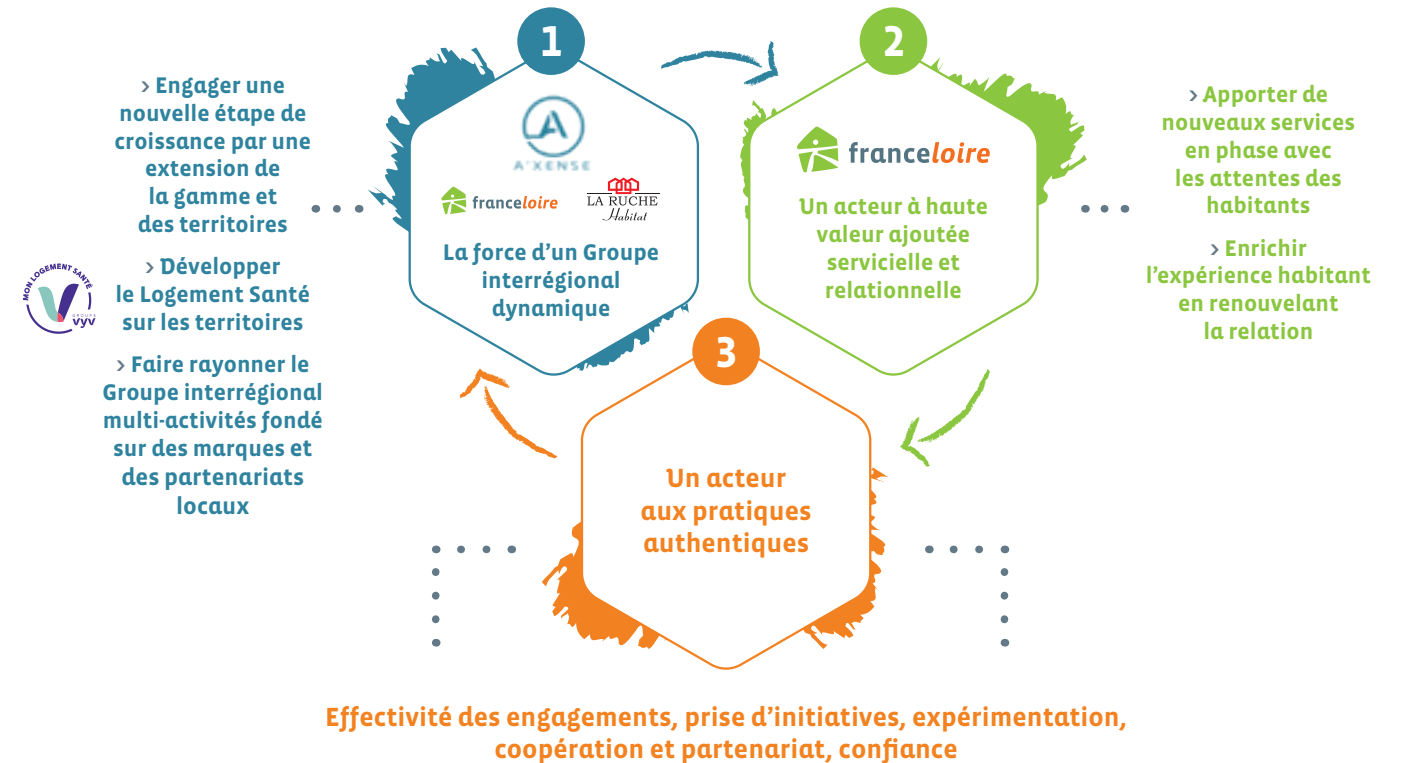 1
› Engager une
nouvelle étape de
croissance par une
extension de
la gamme et
des territoires
› Développer
le Logement Santé
sur les territoires
› Faire rayonner le
Groupe interrégional
multi-activités fondé
sur des marques et
des partenariats
locaux
MON LOGEMENT SANTÉ
GROUPE
vyv
A
A'XENSE
franceloire
LA RUCHE
Habitat
La force d'un Groupe
interrégional
dynamique
2
franceloire
Un acteur à haute
valeur ajoutée
servicielle et
relationnelle
› Apporter de
nouveaux services
en phase avec
les attentes des
habitants
› Enrichir
l'expérience habitant
en renouvelant
la relation
3
Un acteur
aux pratiques
authentiques
Effectivité des engagements, prise d'initiatives, expérimentation,
coopération et partenariat, confiance